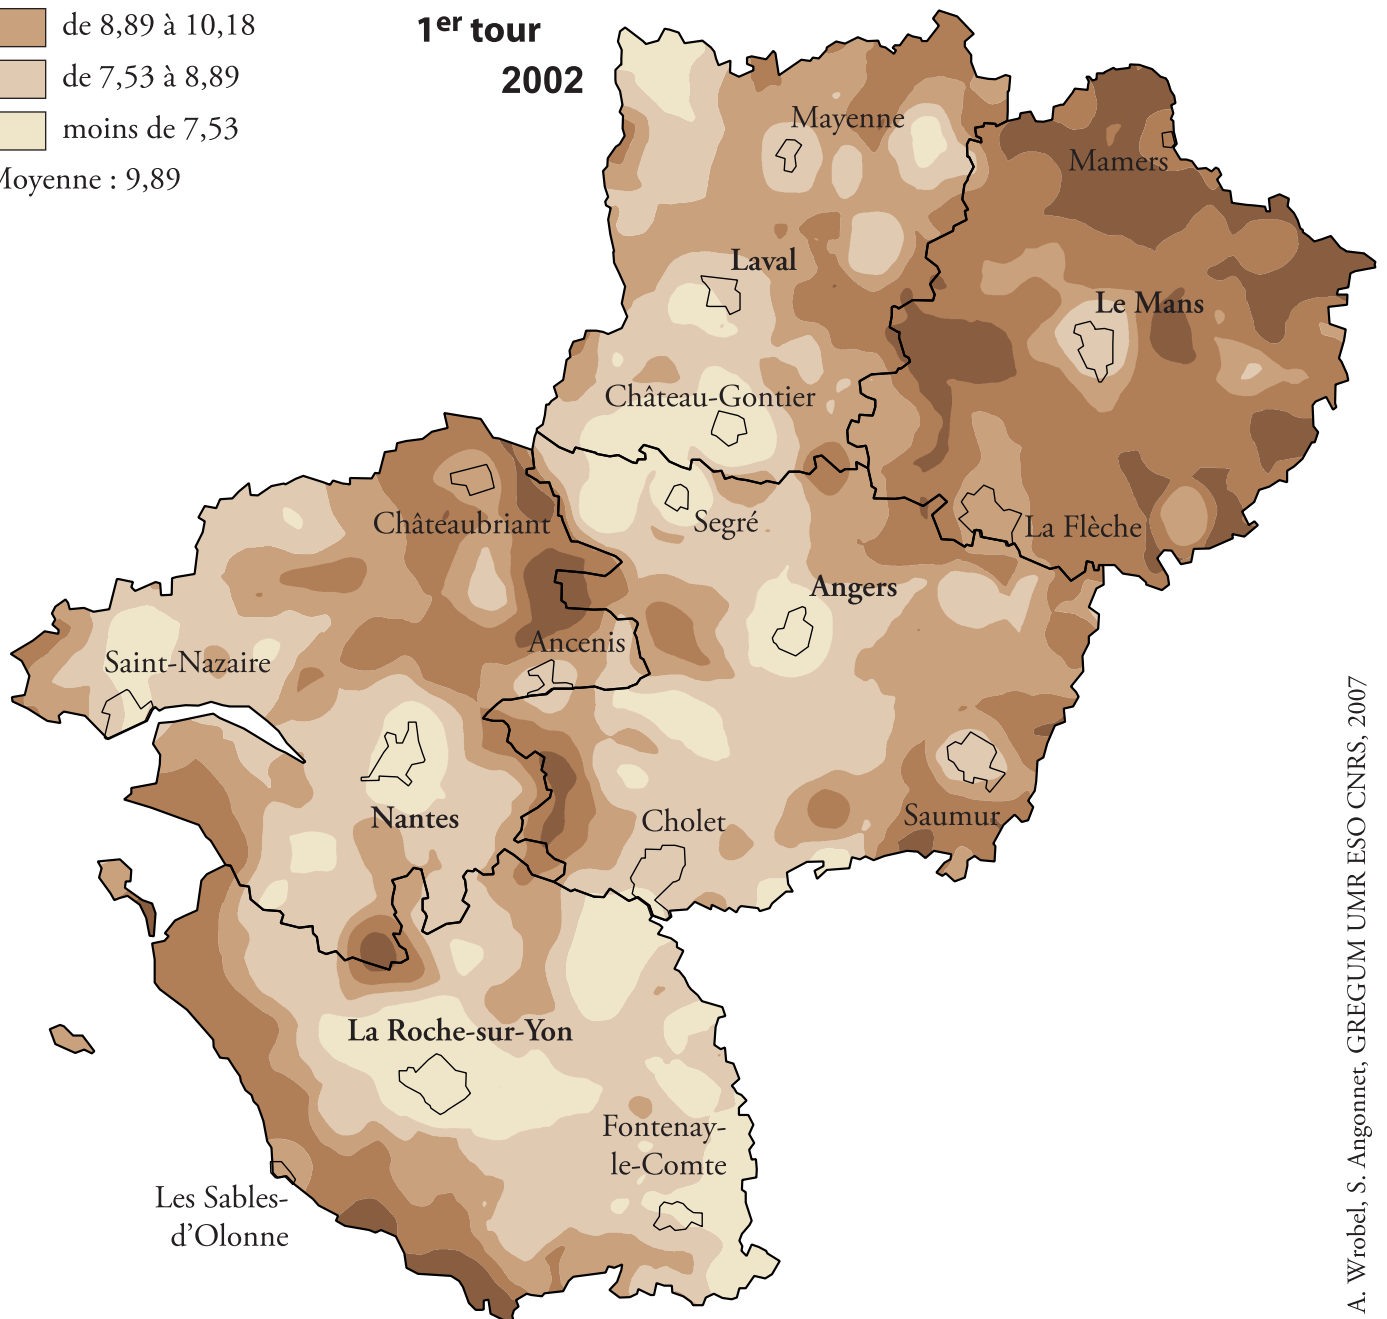 de 8,89 à 10,18
de 7,53 à 8,89
moins de 7,53
Moyenne : 9,89
1er tour
2002
Mayenne
Mamers
Laval
Le Mans
Château-Gontier
Châteaubriant
Segré
La Flèche
Angers
Ancenis
Saint-Nazaire
Nantes
Cholet
Saumur
La Roche-sur-Yon
Fontenay-
le-Comte
Les Sables-
d'Olonne
A. Wrobel, S. Angonnet, GREGUM UMR ESO CNRS, 2007